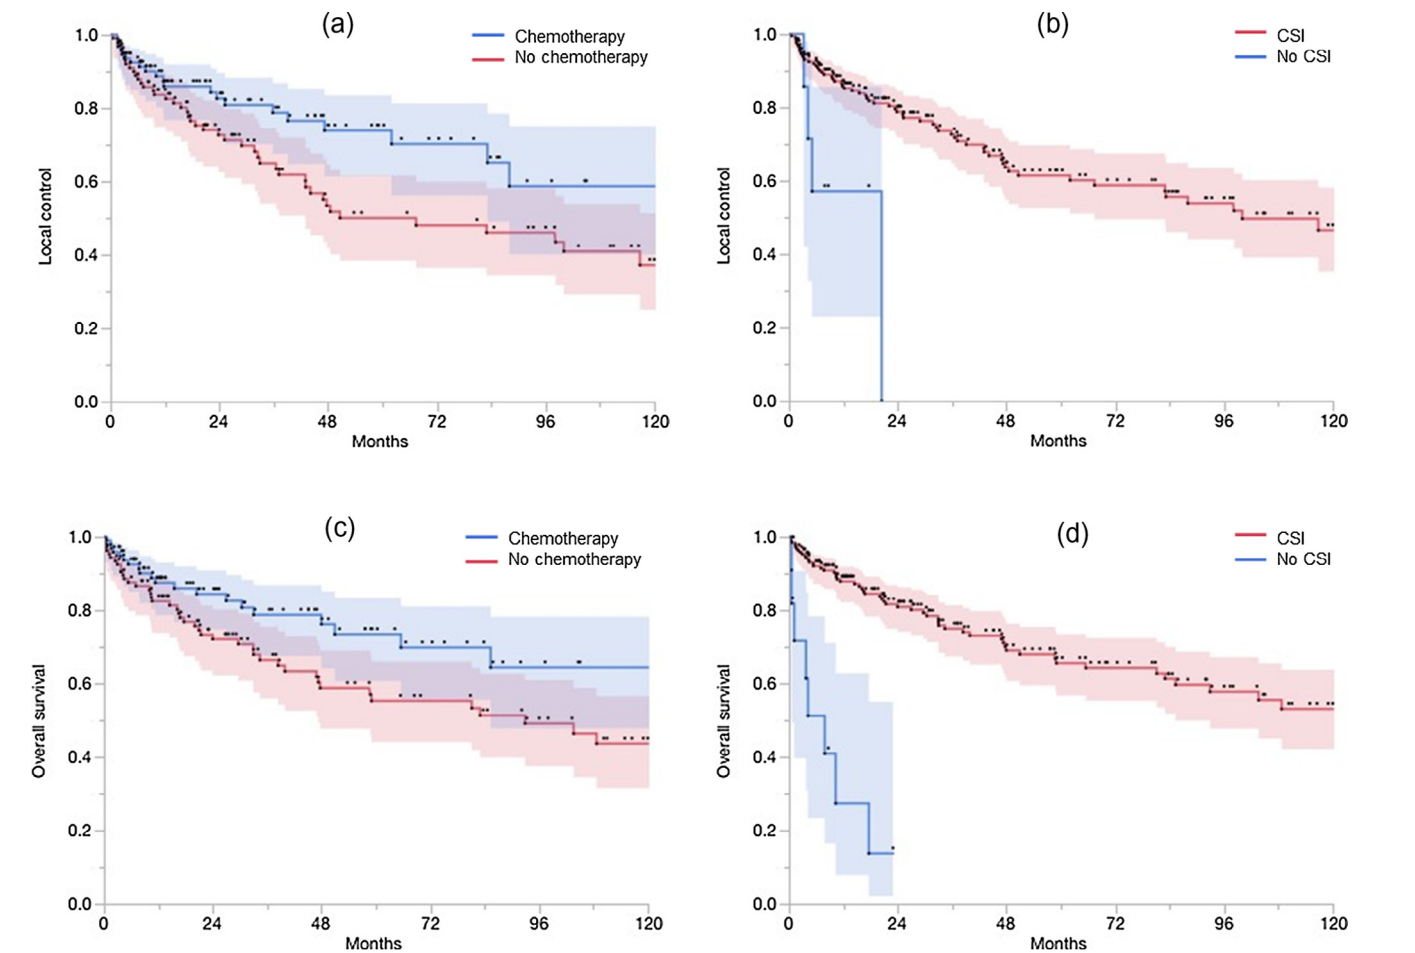 (a)
Chemotherapy
No chemotherapy
1.0
0.8
0.6
0.4
0.2
0.0
Local control
0 24 48 72 96 120
Months
(b)
CSI
No CSI
1.0
0.8
0.6
0.4
0.2
0.0
Local control
0 24 48 72 96 120
Months
(c)
Chemotherapy
No chemotherapy
1.0
0.8
0.6
0.4
0.2
0.0
Overall survival
0 24 48 72 96 120
Months
(d)
CSI
No CSI
1.0
0.8
0.6
0.4
0.2
0.0
Overall survival
0 24 48 72 96 120
Months